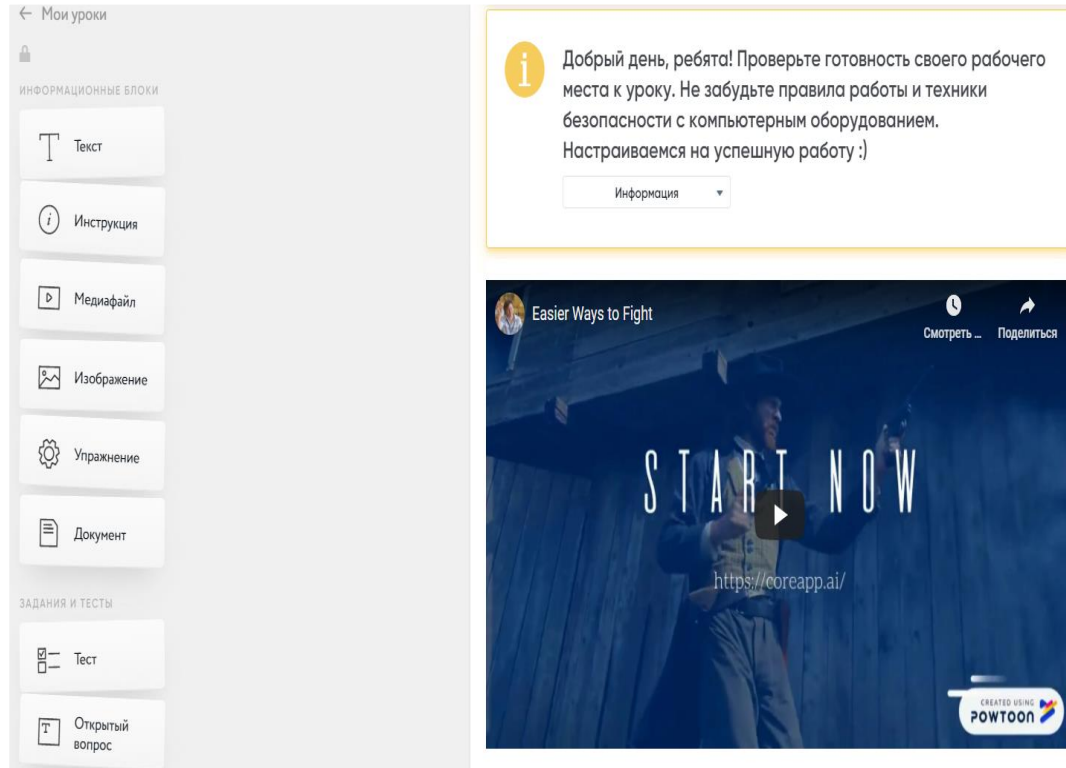 ← Мои уроки
ИНФОРМАЦИОННЫЕ БЛОКИ
Текст
Инструкция
Медиафайл
Изображение
Упражнение
Документ
ЗАДАНИЯ И ТЕСТЫ
Тест
Открытый
вопрос
Добрый день, ребята! Проверьте готовность своего рабочего
места к уроку. Не забудьте правила работы и техники
безопасности с компьютерным оборудованием.
Настраиваемся на успешную работу :)
Информация
Easier Ways to Fight
Смотреть ...
Поделиться
START NOW
https://coreapp.ai/
CREATED USING
POWTOON